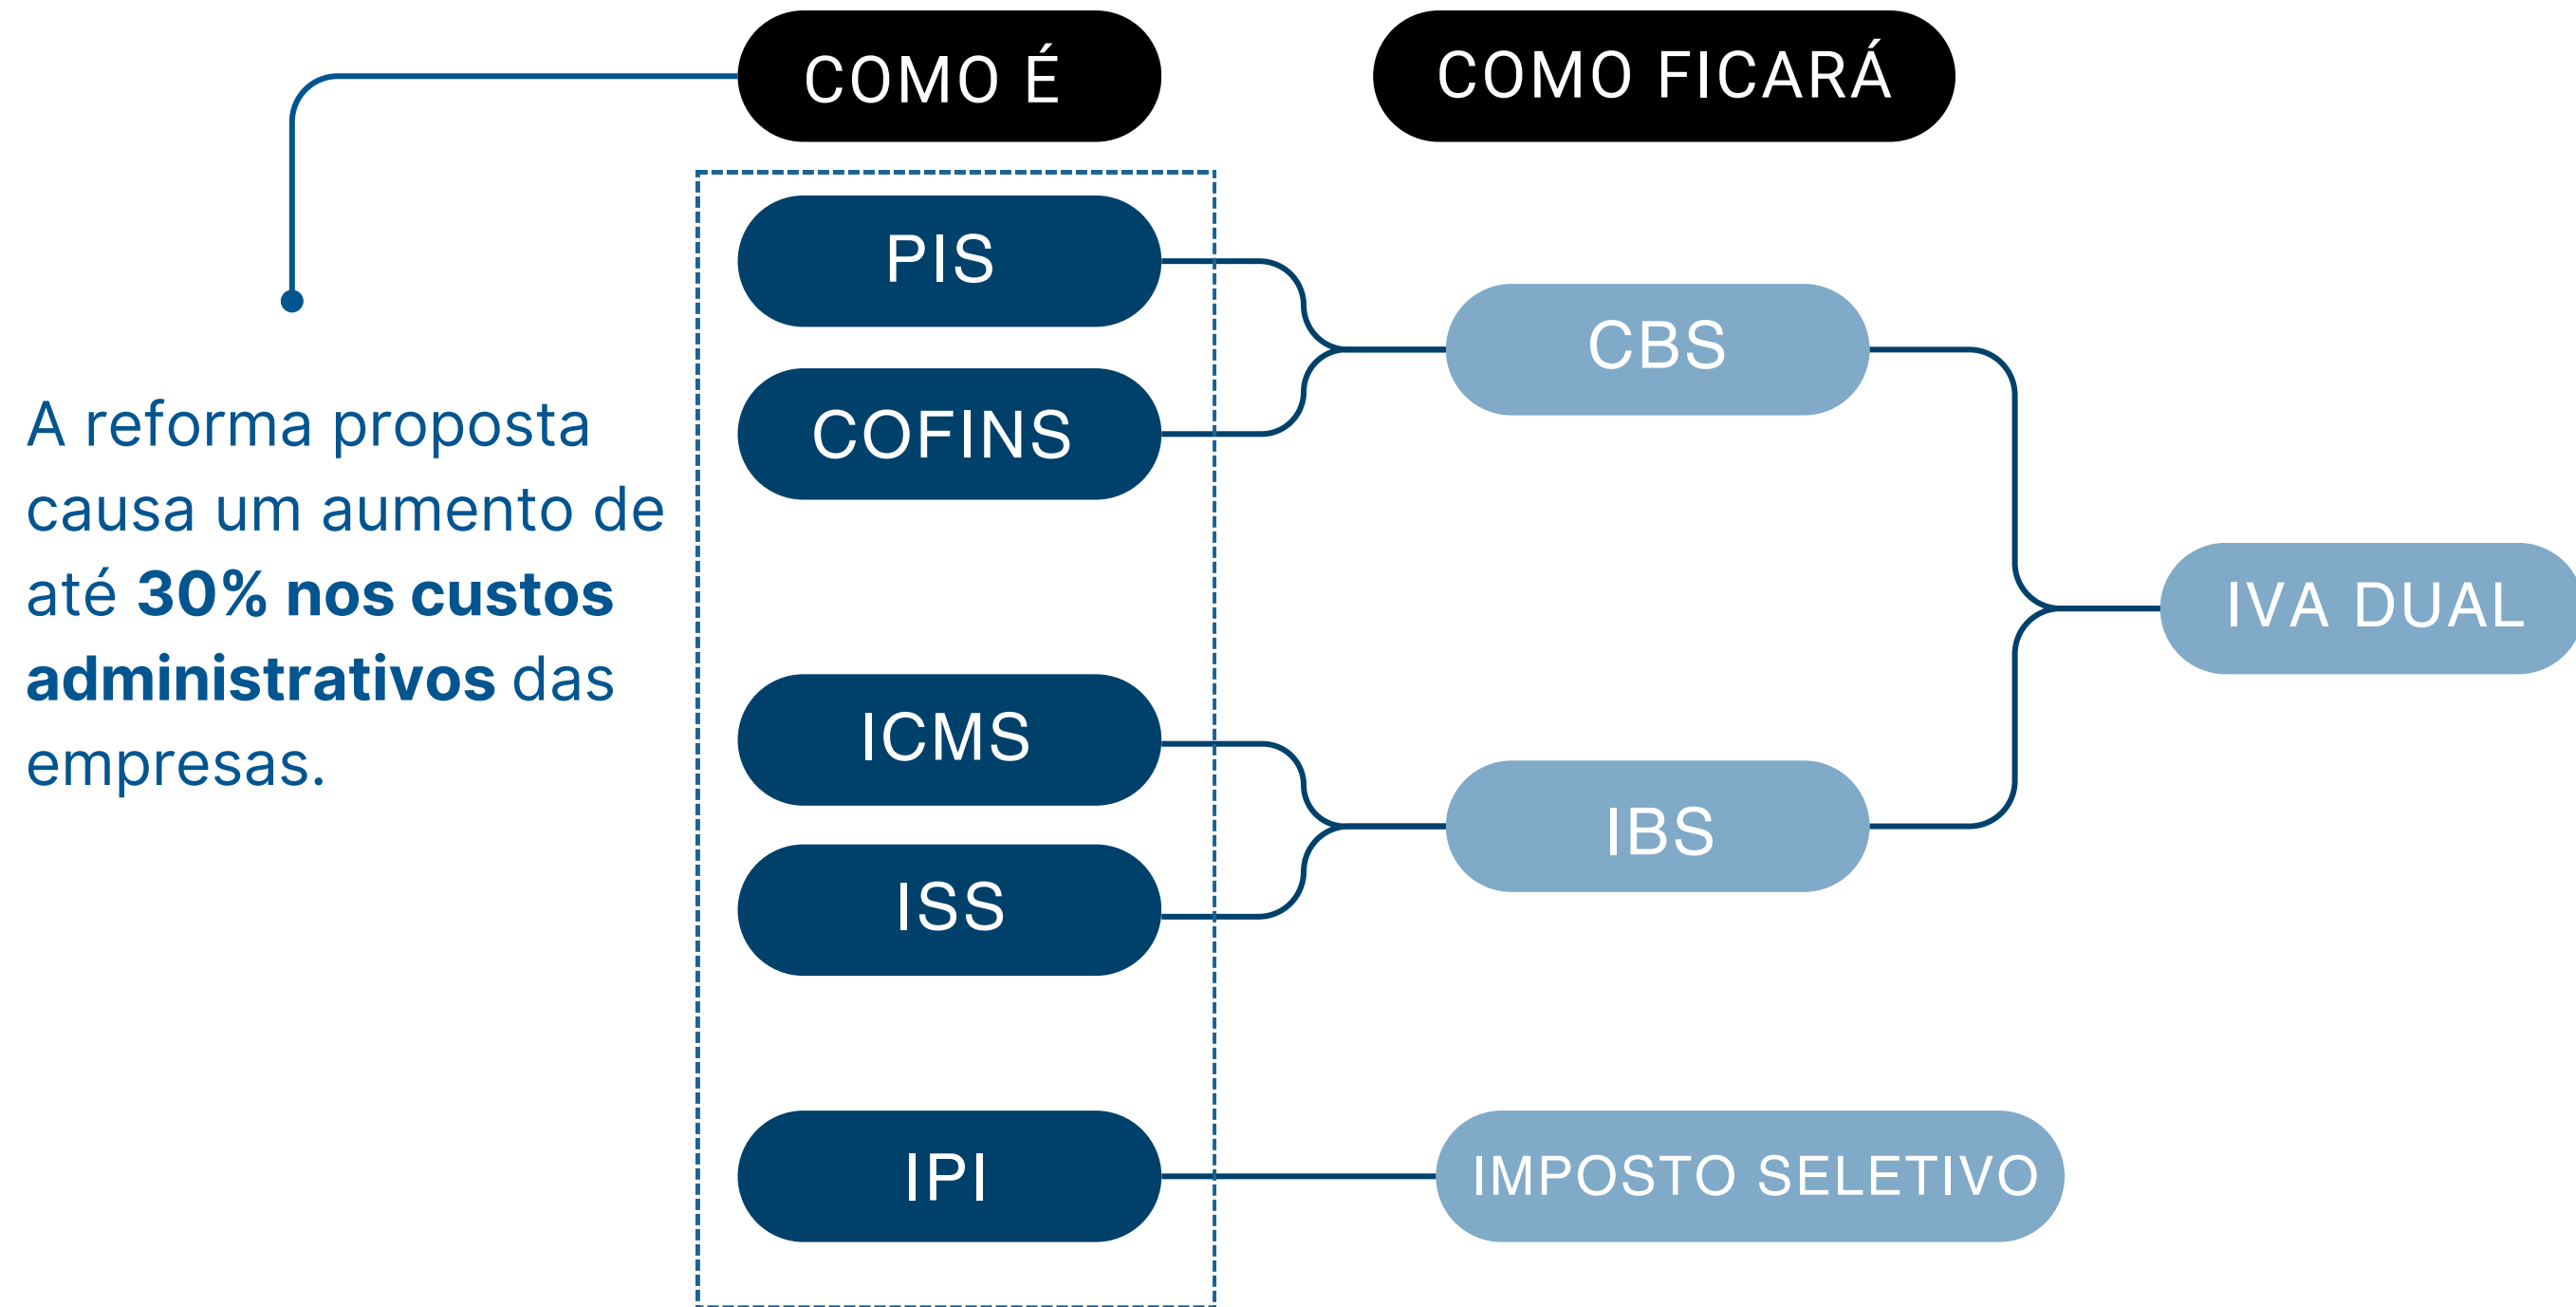 COMO É
COMO FICARÁ
A reforma proposta
causa um aumento de
até 30% nos custos
administrativos das
empresas.
PIS
COFINS
ICMS
ISS
IPI
CBS
IBS
IMPOSTO SELETIVO
IVA DUAL